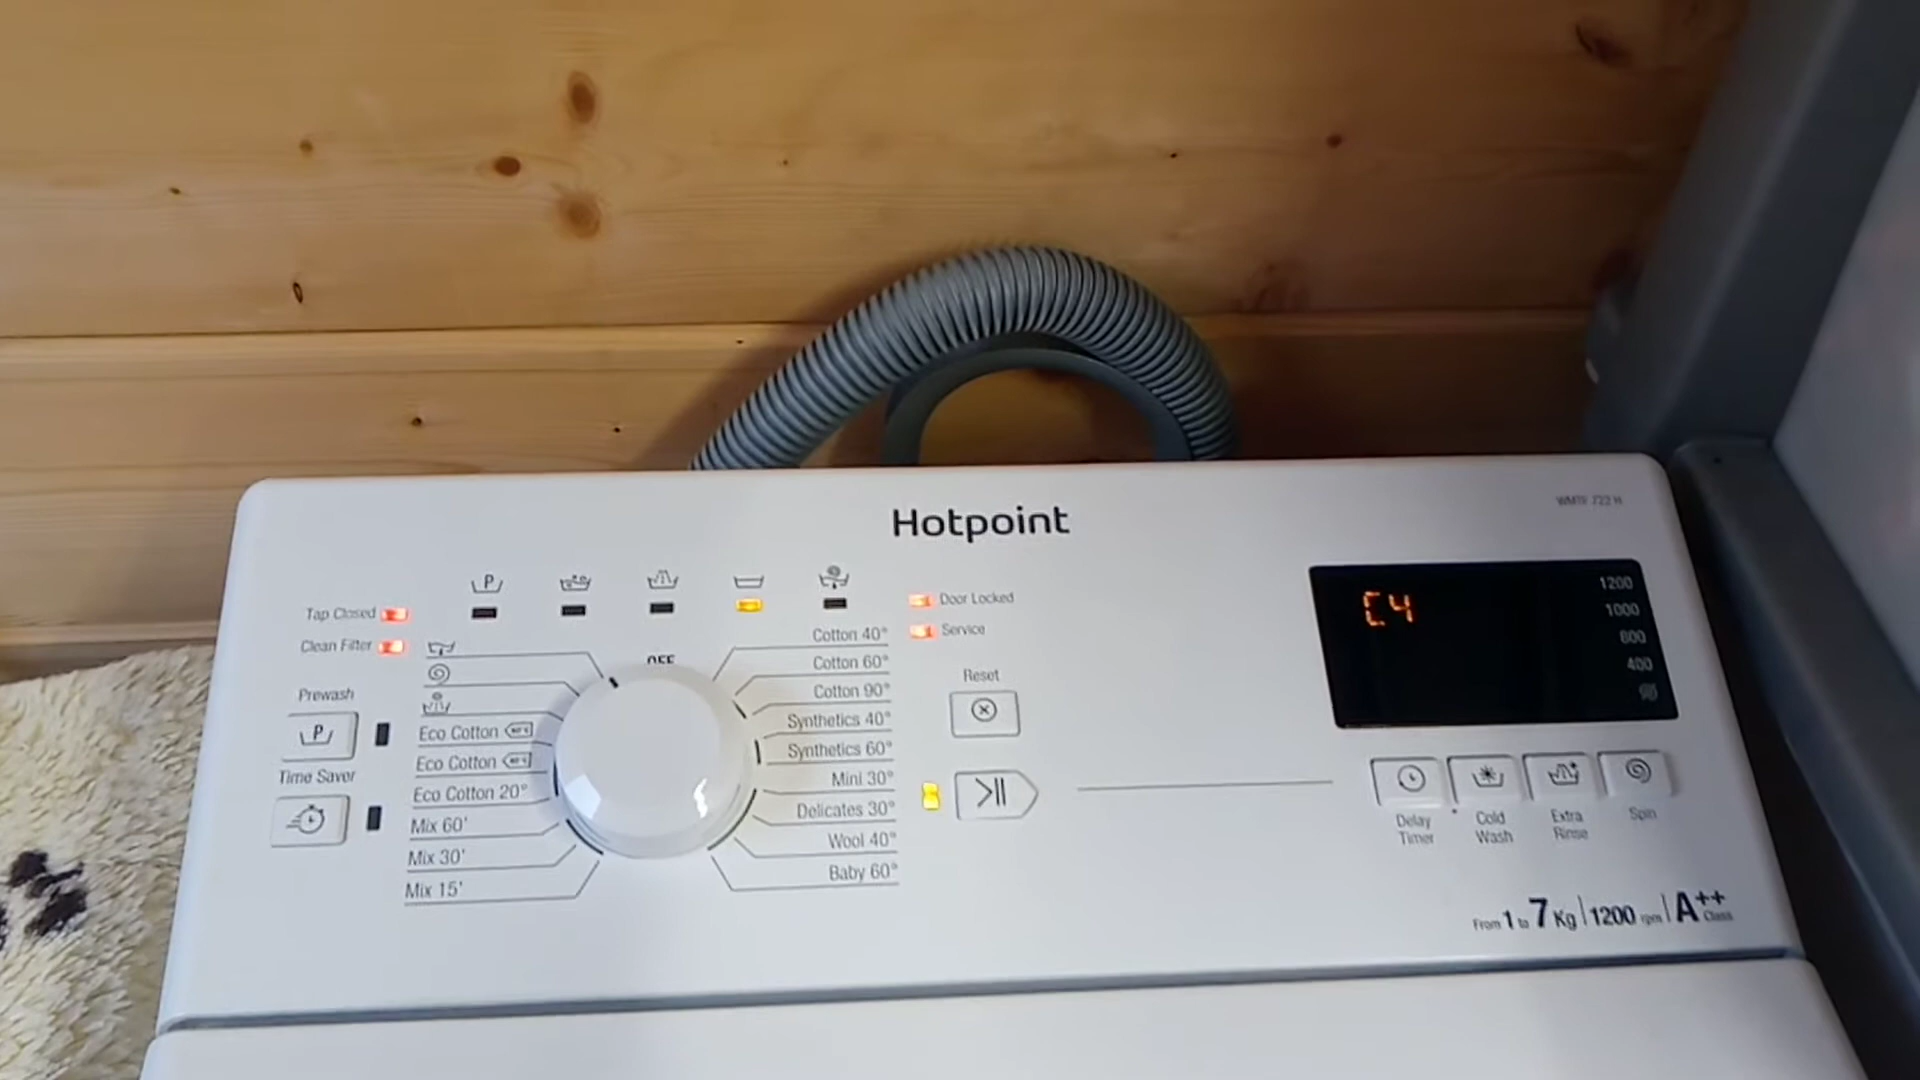 Hotpoint
WMTF 722 H
P
Tap Closed
Door Locked
Clean Filter
Service
OFF
Cotton 40°
Cotton 60°
Cotton 90°
Synthetics 40°
Synthetics 60°
Mini 30°
Delicates 30°
Wool 40°
Baby 60°
Prewash
P
Time Saver
Eco Cotton
Eco Cotton
Eco Cotton 20°
Mix 60'
Mix 30'
Mix 15'
Reset
C4
1200
1000
800
400
Delay
Timer
Cold
Wash
Extra
Rinse
Spin
From 1 to 7 Kg | 1200 rpm | A++ Class